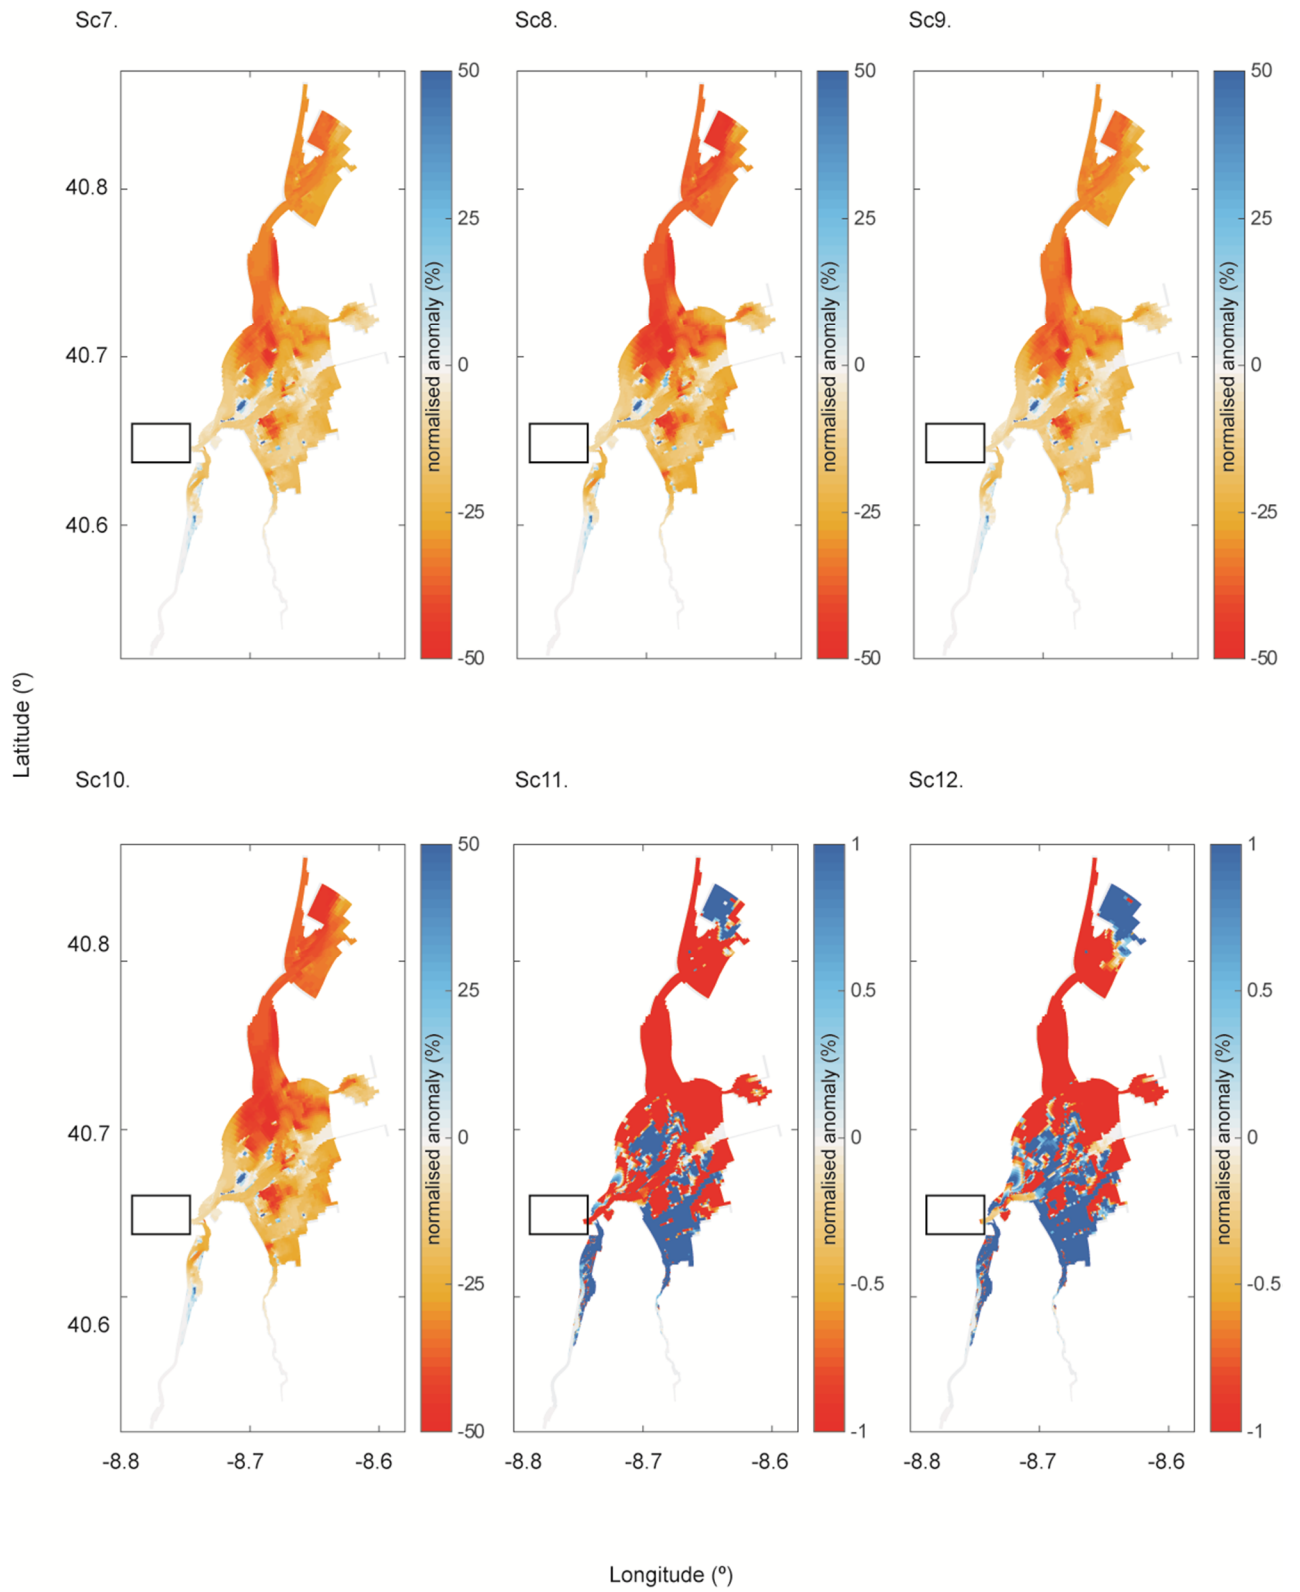 Sc7.
Sc8.
Sc9.
50
25
0
-25
-50
normalised anomaly (%)
50
25
0
-25
-50
normalised anomaly (%)
50
25
0
-25
-50
normalised anomaly (%)
40.8
40.7
40.6
Latitude (º)
Sc10.
Sc11.
Sc12.
50
25
0
-25
-50
normalised anomaly (%)
1
0.5
0
-0.5
-1
normalised anomaly (%)
1
0.5
0
-0.5
-1
normalised anomaly (%)
40.8
40.7
40.6
-8.8 -8.7 -8.6
-8.8 -8.7 -8.6
-8.8 -8.7 -8.6
Longitude (º)